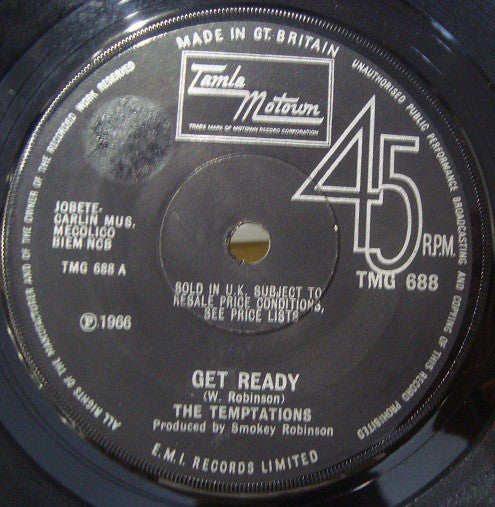 MADE IN GT. BRITAIN
Tamla
Motown
TRADE MARK OF MOTOWN RECORD CORPORATION
45
R.P.M.
TMG 688
JOBETE-
CARLIN MUS.
MECOLICO
BIEM NCB
TMG 688 A
SOLD IN U.K. SUBJECT TO
RESALE PRICE CONDITIONS,
SEE PRICE LISTS
Ⓟ 1966
GET READY
(W. Robinson)
THE TEMPTATIONS
Produced by Smokey Robinson
E.M.I. RECORDS LIMITED
ALL RIGHTS OF THE MANUFACTURER AND OF THE OWNER OF THE RECORDED WORK RESERVED
UNAUTHORISED PUBLIC PERFORMANCE BROADCASTING AND COPYING OF THIS RECORD PROHIBITED